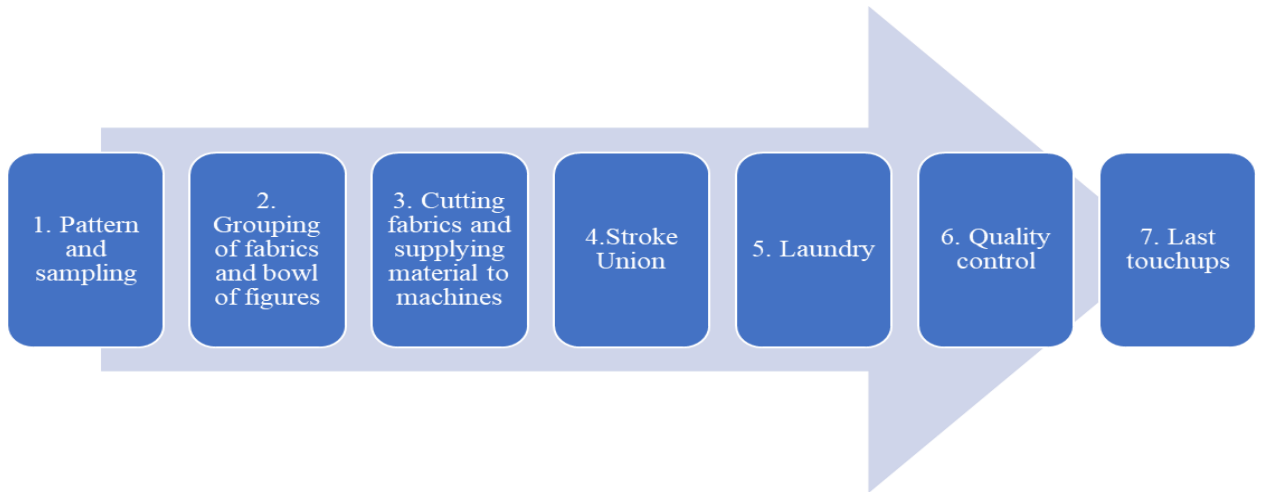 1. Pattern
and
sampling
2.
Grouping
of fabrics
and bowl
of figures
3. Cutting
fabrics and
supplying
material to
machines
4.Stroke
Union
5. Laundry
6. Quality
control
7. Last
touchups